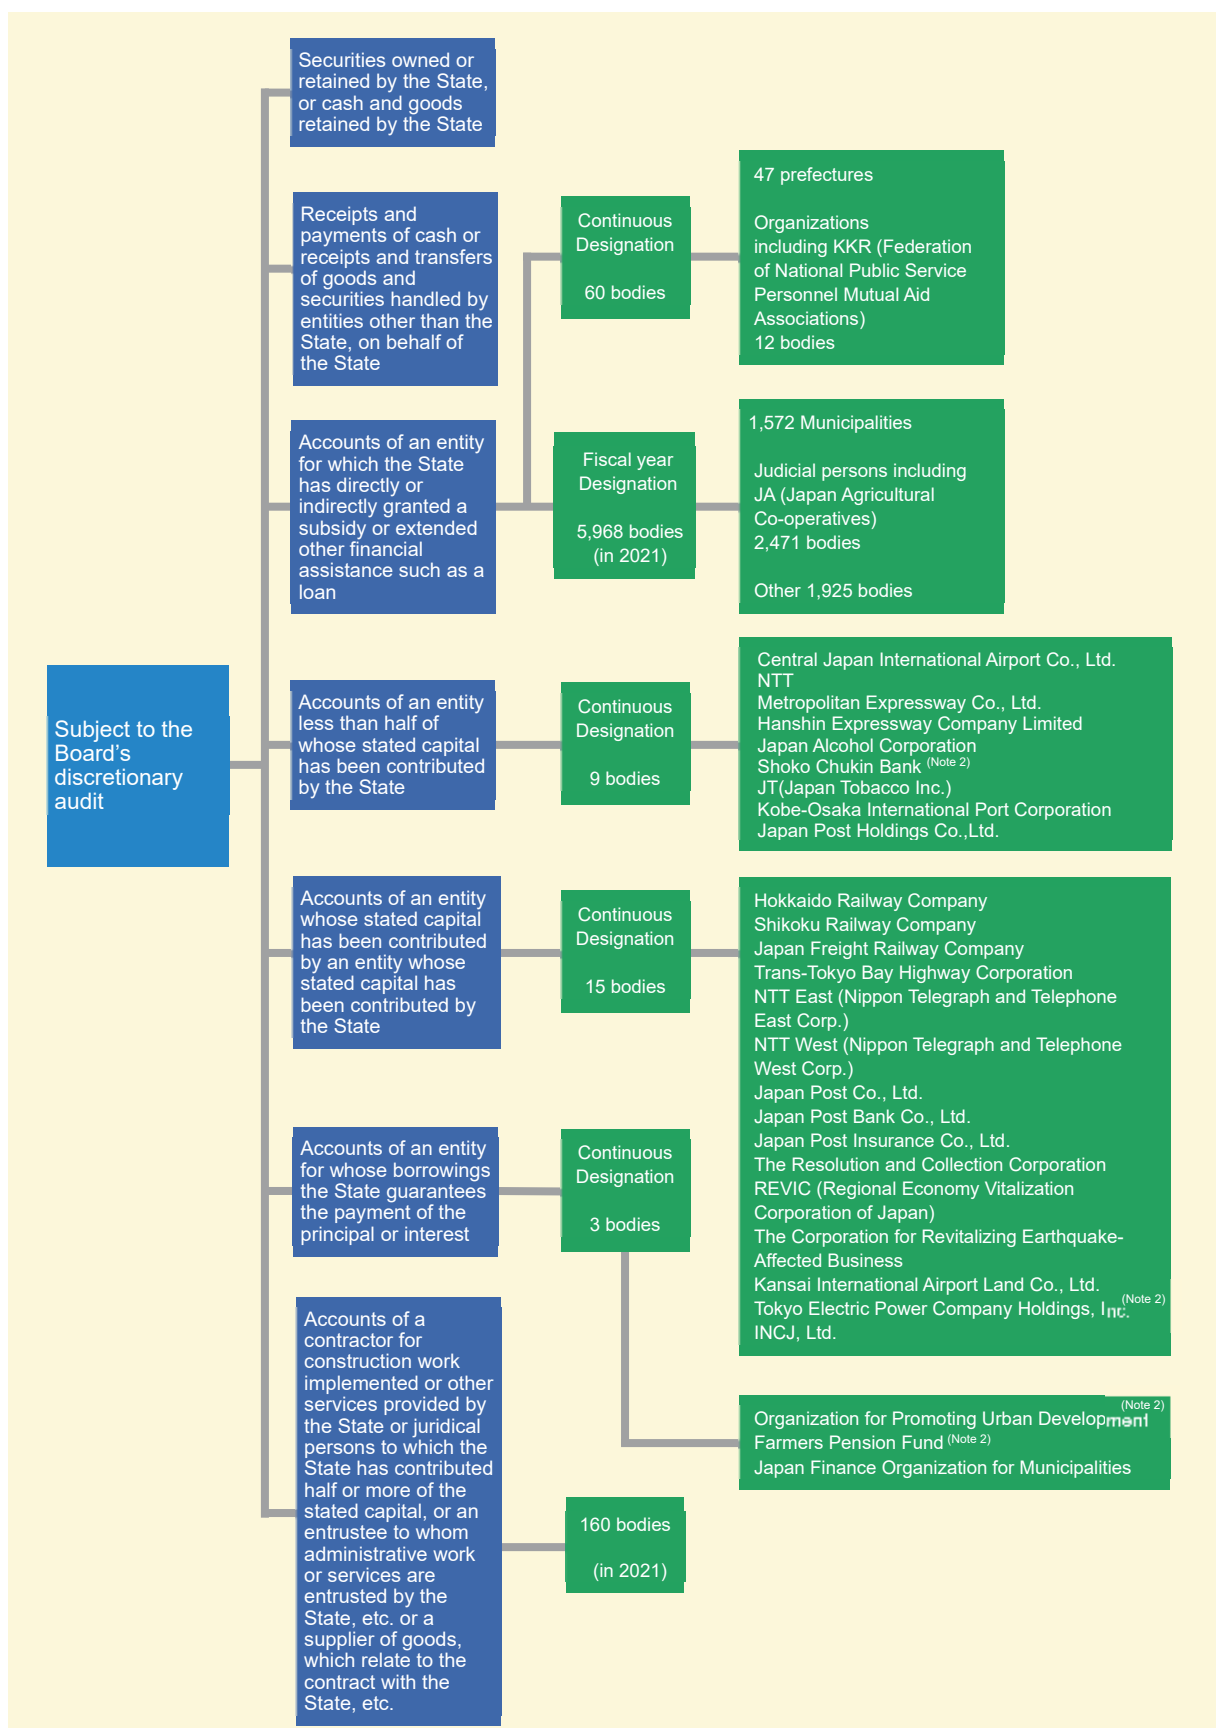 Subject to the
Board's
discretionary
audit
Securities owned or
retained by the State,
or cash and goods
retained by the State
Receipts and
payments of cash or
receipts and transfers
of goods and
securities handled by
entities other than the
State, on behalf of
the State
Accounts of an entity
for which the State
has directly or
indirectly granted a
subsidy or extended
other financial
assistance such as a
loan
Continuous
Designation
60 bodies
47 prefectures
Organizations
including KKR (Federation
of National Public Service
Personnel Mutual Aid
Associations)
12 bodies
Fiscal year
Designation
5,968 bodies
(in 2021)
1,572 Municipalities
Judicial persons including
JA (Japan Agricultural
Co-operatives)
2,471 bodies
Other 1,925 bodies
Accounts of an entity
less than half of
whose stated capital
has been contributed
by the State
Continuous
Designation
9 bodies
Central Japan International Airport Co., Ltd.
NTT
Metropolitan Expressway Co., Ltd.
Hanshin Expressway Company Limited
Japan Alcohol Corporation
Shoko Chukin Bank (Note 2)
JT(Japan Tobacco Inc.)
Kobe-Osaka International Port Corporation
Japan Post Holdings Co.,Ltd.
Accounts of an entity
whose stated capital
has been contributed
by an entity whose
stated capital has
been contributed by
the State
Continuous
Designation
15 bodies
Hokkaido Railway Company
Shikoku Railway Company
Japan Freight Railway Company
Trans-Tokyo Bay Highway Corporation
NTT East (Nippon Telegraph and Telephone
East Corp.)
NTT West (Nippon Telegraph and Telephone
West Corp.)
Japan Post Co., Ltd.
Japan Post Bank Co., Ltd.
Japan Post Insurance Co., Ltd.
The Resolution and Collection Corporation
REVIC (Regional Economy Vitalization
Corporation of Japan)
The Corporation for Revitalizing Earthquake-
Affected Business
Kansai International Airport Land Co., Ltd.
Tokyo Electric Power Company Holdings, Inc. (Note 2)
INCJ, Ltd.
Accounts of an entity
for whose borrowings
the State guarantees
the payment of the
principal or interest
Continuous
Designation
3 bodies
Organization for Promoting Urban Development (Note 2)
Farmers Pension Fund (Note 2)
Japan Finance Organization for Municipalities
Accounts of a
contractor for
construction work
implemented or other
services provided by
the State or juridical
persons to which the
State has contributed
half or more of the
stated capital, or an
entrustee to whom
administrative work
or services are
entrusted by the
State, etc. or a
supplier of goods,
which relate to the
contract with the
State, etc.
160 bodies
(in 2021)